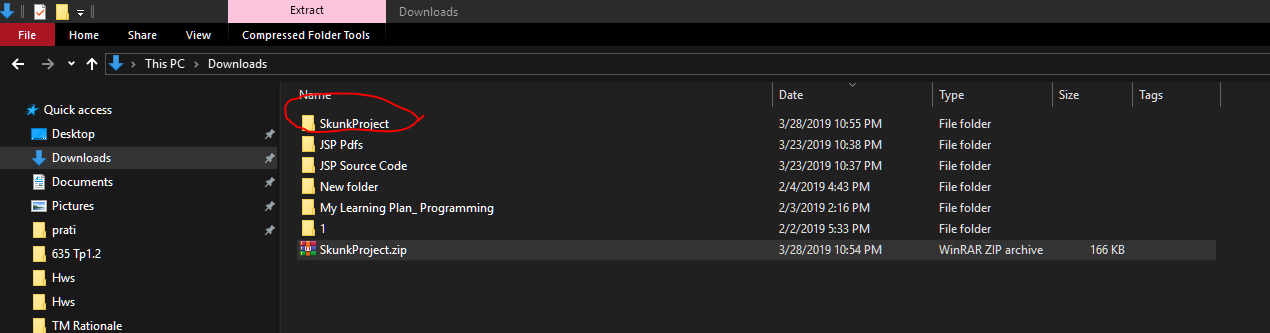 Extract Downloads
File Home Share View Compressed Folder Tools
This PC > Downloads
Name Date Type Size Tags
Quick access
Desktop
Downloads
Documents
Pictures
prati
635 Tp1.2
Hws
Hws
TM Rationale
SkunkProject 3/28/2019 10:55 PM File folder
JSP Pdfs 3/23/2019 10:38 PM File folder
JSP Source Code 3/23/2019 10:37 PM File folder
New folder 2/4/2019 4:43 PM File folder
My Learning Plan_ Programming 2/3/2019 2:16 PM File folder
1 2/2/2019 5:33 PM File folder
SkunkProject.zip 3/28/2019 10:54 PM WinRAR ZIP archive 166 KB